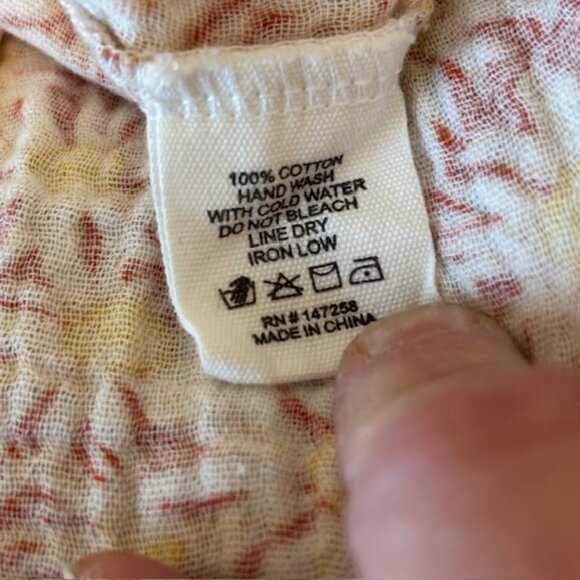 100% COTTON
HAND WASH
WITH COLD WATER
DO NOT BLEACH
LINE DRY
IRON LOW
RN # 147258
MADE IN CHINA